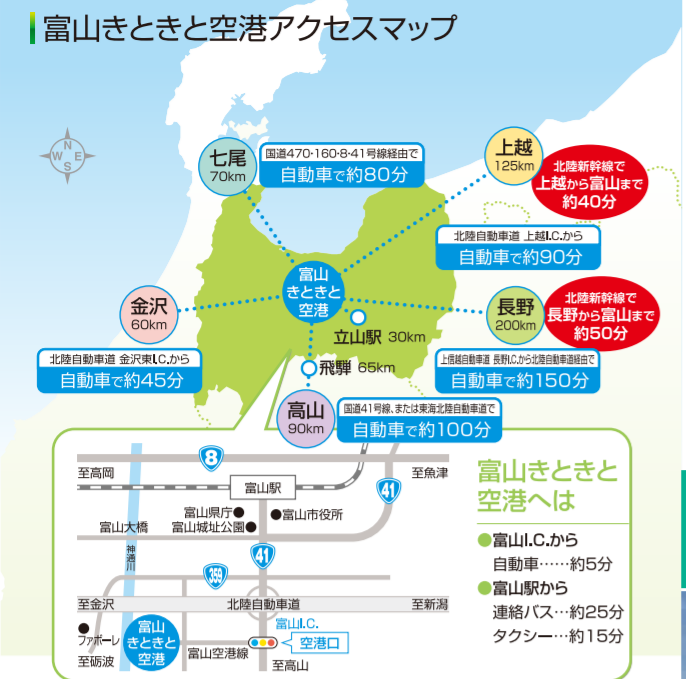 富山きときと空港アクセスマップ
N
W E
S
七尾
70km
国道470・160・8・41号線経由で
自動車で約80分
上越
125km
北陸新幹線で
上越から富山まで
約40分
北陸自動車道 上越I.C.から
自動車で約90分
富山
きときと
空港
金沢
60km
北陸自動車道 金沢東I.C.から
自動車で約45分
立山駅 30km
長野
200km
北陸新幹線で
長野から富山まで
約50分
上信越自動車道 長野I.C.から北陸自動車道経由で
自動車で約150分
飛騨 65km
高山
90km
国道41号線、または東海北陸自動車道で
自動車で約100分
8
至高岡
至魚津
富山駅
41
富山県庁
富山市役所
富山大橋
富山城址公園
神通川
41
359
至金沢
北陸自動車道
至新潟
ファボーレ
富山
きときと
空港
富山I.C.
空港口
富山空港線
至砺波
至高山
富山きときと
空港へは
●富山I.C.から
自動車……約5分
●富山駅から
連絡バス…約25分
タクシー…約15分